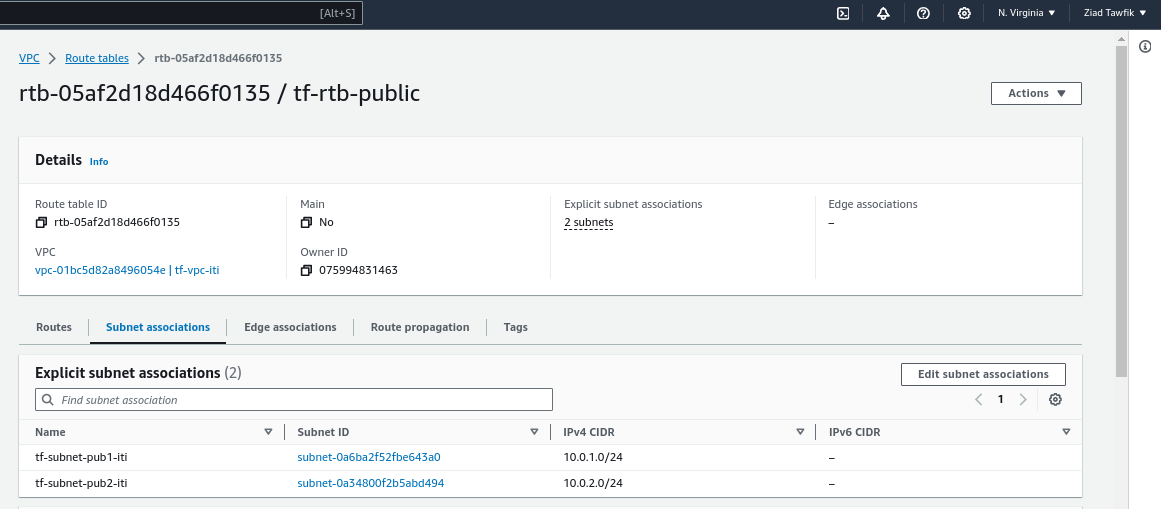 [Alt+S] N. Virginia Ziad Tawfik
VPC Route tables rtb-05af2d18d466f0135
rtb-05af2d18d466f0135 / tf-rtb-public
Actions
Details Info
Route table ID
rtb-05af2d18d466f0135
Main
No
Explicit subnet associations
2 subnets
Edge associations
–
VPC
vpc-01bc5d82a8496054e | tf-vpc-iti
Owner ID
075994831463
Routes Subnet associations Edge associations Route propagation Tags
Explicit subnet associations (2)
Edit subnet associations
Find subnet association
1
Name Subnet ID IPv4 CIDR IPv6 CIDR
tf-subnet-pub1-iti subnet-0a6ba2f52fbe643a0 10.0.1.0/24 –
tf-subnet-pub2-iti subnet-0a34800f2b5abd494 10.0.2.0/24 –